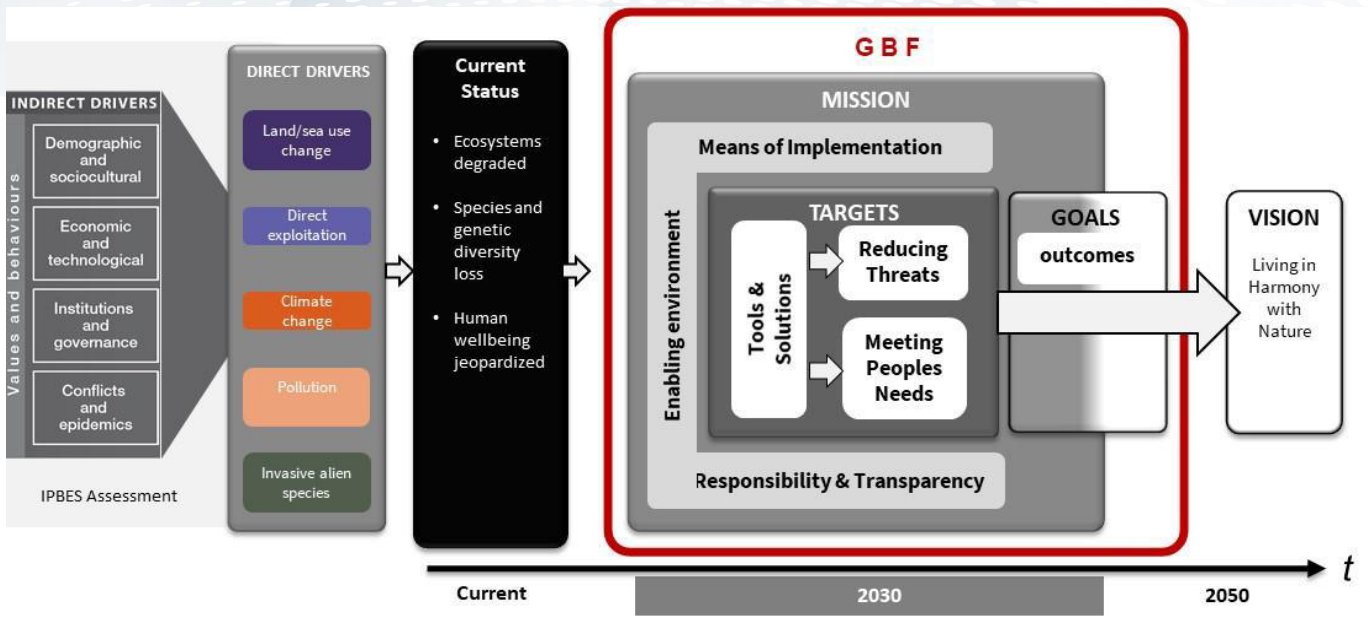 INDIRECT DRIVERS
Values and behaviours
Demographic
and
sociocultural
Economic
and
technological
Institutions
and
governance
Conflicts
and
epidemics
IPBES Assessment
DIRECT DRIVERS
Land/sea use
change
Direct
exploitation
Climate
change
Pollution
Invasive alien
species
Current
Status
• Ecosystems
degraded
• Species and
genetic
diversity
loss
• Human
wellbeing
jeopardized
GBF
MISSION
Means of Implementation
Enabling environment
TARGETS
Tools &
Solutions
Reducing
Threats
Meeting
Peoples
Needs
Responsibility & Transparency
GOALS
outcomes
VISION
Living in
Harmony
with
Nature
t
Current
2030
2050